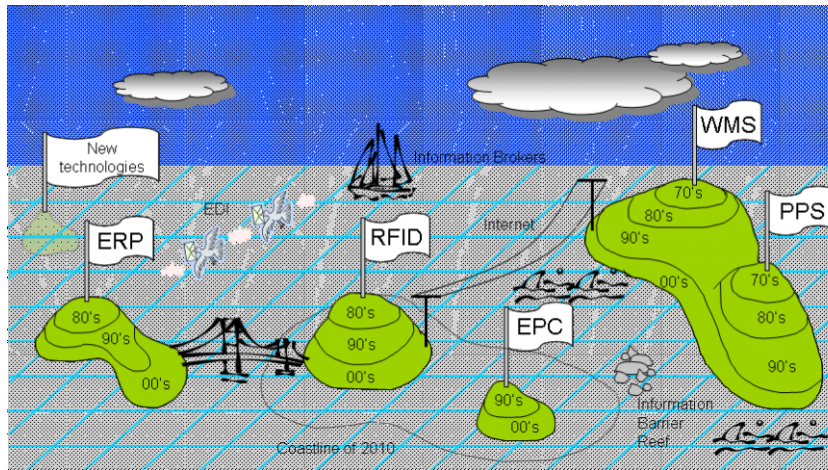 WMS
New
technologies
Information Brokers
70's
PPS
EDI
80's
ERP
RFID
Internet
90's
00's
70's
80's
80's
80's
EPC
90's
90's
90's
00's
00's
90's
00's
Information
Barrier
Reef
Coastline of 2010